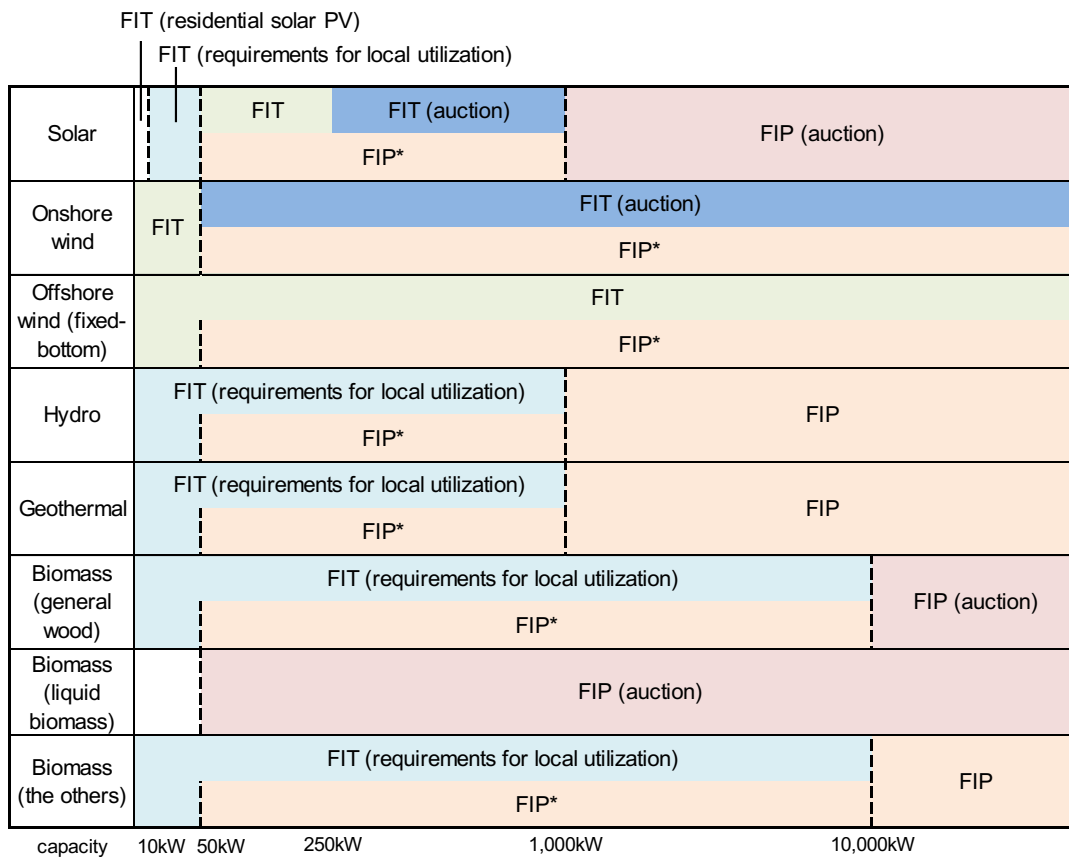 FIT (residential solar PV)
FIT (requirements for local utilization)
Solar
FIT
FIT (auction)
FIP*
FIP (auction)
Onshore
wind
FIT
FIT (auction)
FIP*
Offshore
wind (fixed-
bottom)
FIT
FIP*
Hydro
FIT (requirements for local utilization)
FIP*
FIP
Geothermal
FIT (requirements for local utilization)
FIP*
FIP
Biomass
(general
wood)
FIT (requirements for local utilization)
FIP*
FIP (auction)
Biomass
(liquid
biomass)
FIP (auction)
Biomass
(the others)
FIT (requirements for local utilization)
FIP*
FIP
capacity 10kW 50kW 250kW 1,000kW 10,000kW